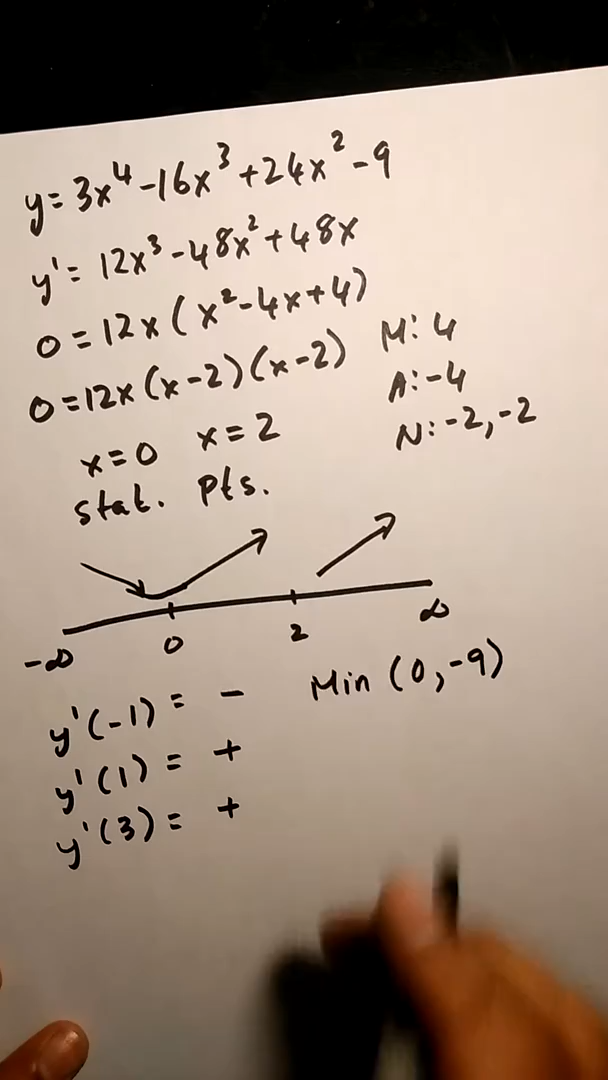 y = 3x⁴ - 16x³ + 24x² - 9
y' = 12x³ - 48x² + 48x
0 = 12x ( x² - 4x + 4 )
0 = 12x (x - 2) (x - 2)
M: 4
A: -4
N: -2, -2
x = 0 x = 2
stat. pts.
-∞ 0 2 ∞
y'(-1) = -
y'(1) = +
y'(3) = +
Min (0, -9)